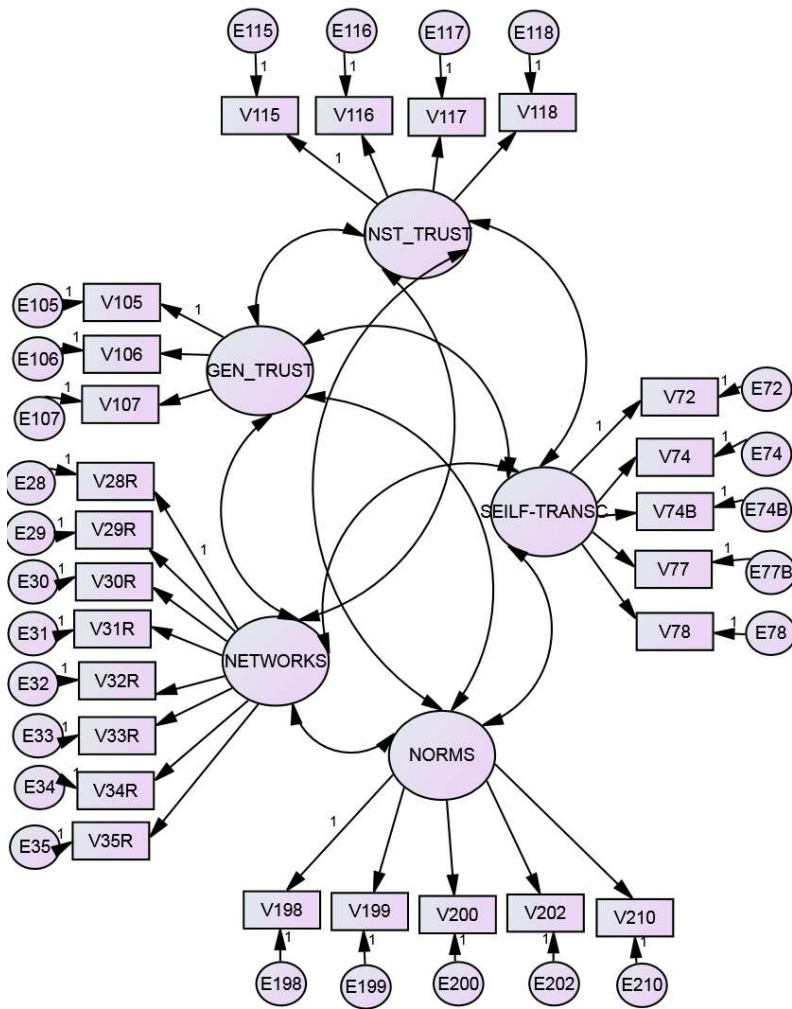 E115 E116 E117 E118
1 1 1 1
V115 V116 V117 V118
1
NST_TRUST
E105 1 V105 1
E106 1 V106
GEN_TRUST
E107 1 V107
V72 1 E72
1
V74 1 E74
E28 1 V28R
SEILF-TRANSC V74B 1 E74B
E29 1 V29R
1
V77 1 E77B
E30 1 V30R
E31 1 V31R
V78 1 E78
NETWORKS
E32 1 V32R
E33 1 V33R
NORMS
E34 1 V34R
E35 1 V35R
1
V198 V199 V200 V202 V210
1 1 1 1 1
E198 E199 E200 E202 E210